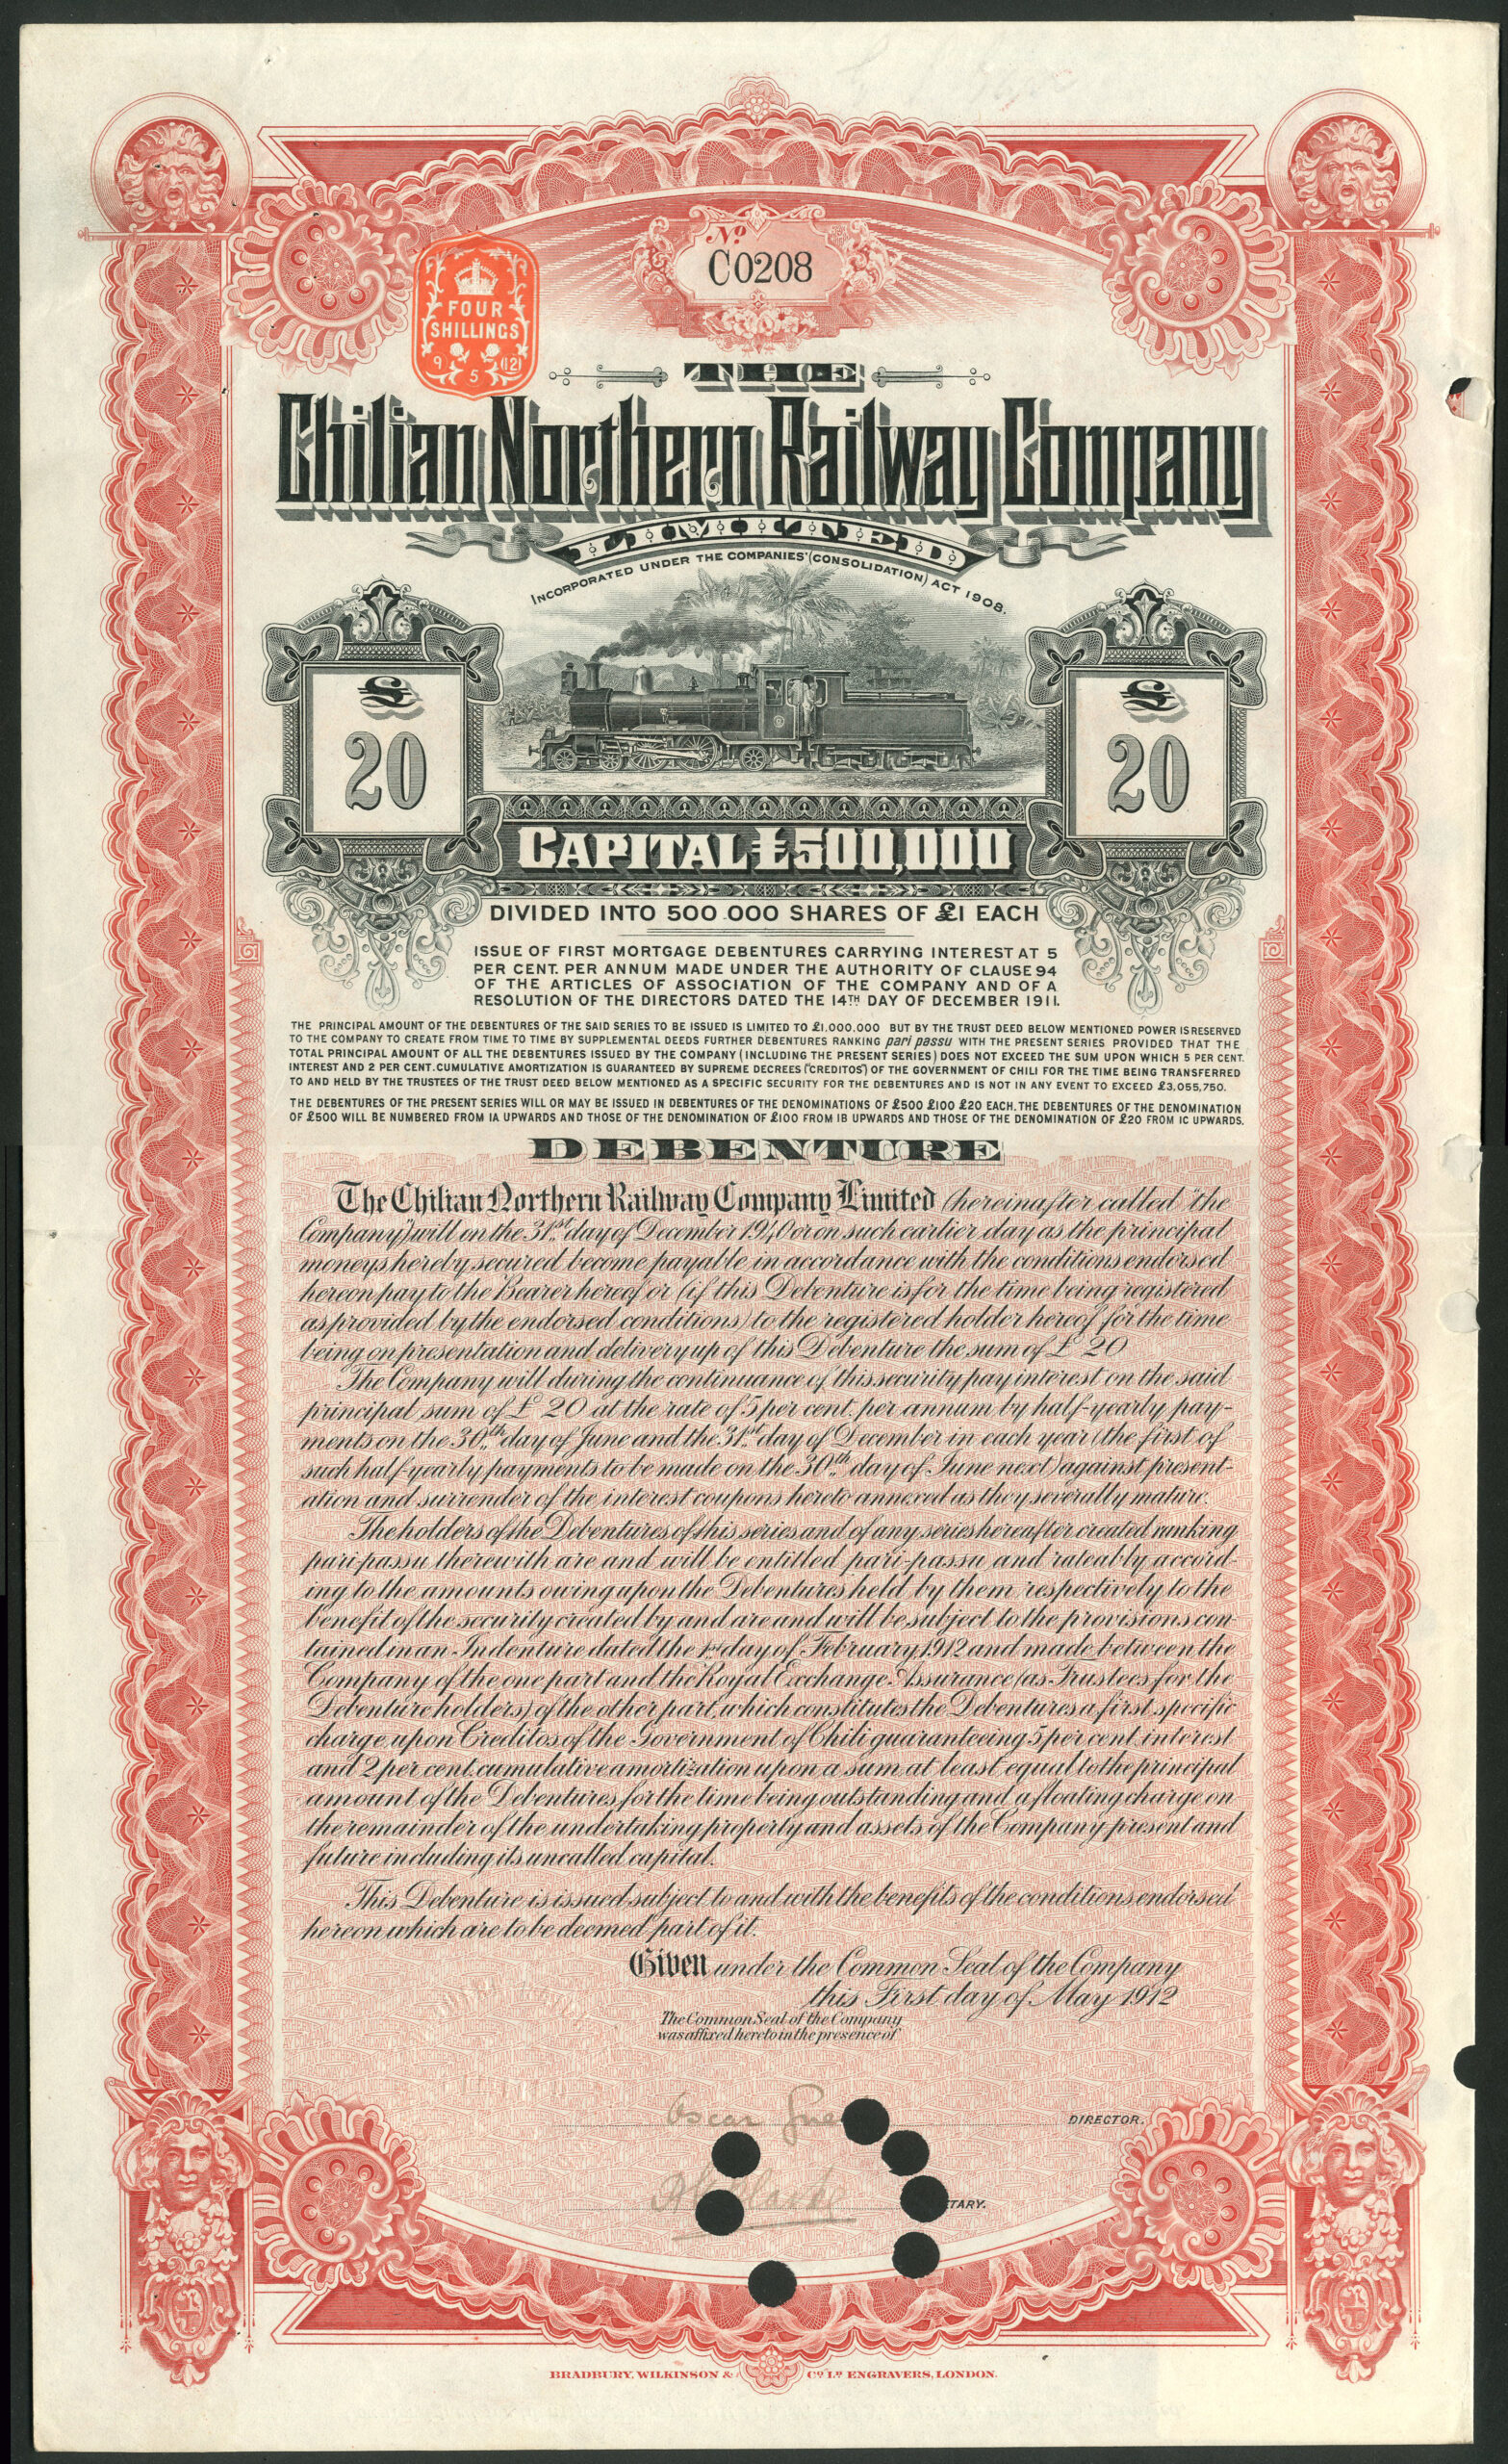 Nº
C0208
FOUR
SHILLINGS
9 5 (12)
THE
Chilian Northern Railway Company
LIMITED
INCORPORATED UNDER THE COMPANIES' (CONSOLIDATION) ACT 1908.
£ 20
£ 20
CAPITAL £500,000
DIVIDED INTO 500.000 SHARES OF £1 EACH
ISSUE OF FIRST MORTGAGE DEBENTURES CARRYING INTEREST AT 5
PER CENT. PER ANNUM MADE UNDER THE AUTHORITY OF CLAUSE 94
OF THE ARTICLES OF ASSOCIATION OF THE COMPANY AND OF A
RESOLUTION OF THE DIRECTORS DATED THE 14TH DAY OF DECEMBER 1911.
THE PRINCIPAL AMOUNT OF THE DEBENTURES OF THE SAID SERIES TO BE ISSUED IS LIMITED TO £1,000.000 BUT BY THE TRUST DEED BELOW MENTIONED POWER IS RESERVED
TO THE COMPANY TO CREATE FROM TIME TO TIME BY SUPPLEMENTAL DEEDS FURTHER DEBENTURES RANKING pari passu WITH THE PRESENT SERIES PROVIDED THAT THE
TOTAL PRINCIPAL AMOUNT OF ALL THE DEBENTURES ISSUED BY THE COMPANY (INCLUDING THE PRESENT SERIES) DOES NOT EXCEED THE SUM UPON WHICH 5 PER CENT.
INTEREST AND 2 PER CENT. CUMULATIVE AMORTIZATION IS GUARANTEED BY SUPREME DECREES ("CREDITOS") OF THE GOVERNMENT OF CHILI FOR THE TIME BEING TRANSFERRED
TO AND HELD BY THE TRUSTEES OF THE TRUST DEED BELOW MENTIONED AS A SPECIFIC SECURITY FOR THE DEBENTURES AND IS NOT IN ANY EVENT TO EXCEED £3,055,750.
THE DEBENTURES OF THE PRESENT SERIES WILL OR MAY BE ISSUED IN DEBENTURES OF THE DENOMINATIONS OF £500 £100 £20 EACH. THE DEBENTURES OF THE DENOMINATION
OF £500 WILL BE NUMBERED FROM 1A UPWARDS AND THOSE OF THE DENOMINATION OF £100 FROM 1B UPWARDS AND THOSE OF THE DENOMINATION OF £20 FROM 1C UPWARDS.
DEBENTURE
The Chilian Northern Railway Company Limited (hereinafter called "the
Company") will on the 31st day of December 1940 or on such earlier day as the principal
moneys hereby secured become payable in accordance with the conditions endorsed
hereon pay to the Bearer hereof or (if this Debenture is for the time being registered
as provided by the endorsed conditions) to the registered holder hereof for the time
being on presentation and delivery up of this Debenture the sum of £ 20
The Company will during the continuance of this security pay interest on the said
principal sum of £ 20 at the rate of 5 per cent. per annum by half-yearly pay-
ments on the 30th day of June and the 31st day of December in each year (the first of
such half-yearly payments to be made on the 30th day of June next) against present-
ation and surrender of the interest coupons hereto annexed as they severally mature.
The holders of the Debentures of this series and of any series hereafter created ranking
pari passu therewith are and will be entitled pari-passu and rateably accord-
ing to the amounts owing upon the Debentures held by them respectively to the
benefit of the security created by and are and will be subject to the provisions con-
tained in an Indenture dated the 1st day of February 1912 and made between the
Company of the one part and the Royal Exchange Assurance (as Trustees for the
Debenture holders) of the other part, which constitutes the Debentures a first specific
charge upon Creditos of the Government of Chili guaranteeing 5 per cent. interest
and 2 per cent. cumulative amortization upon a sum at least equal to the principal
amount of the Debentures for the time being outstanding and a floating charge on
the remainder of the undertaking property and assets of the Company present and
future including its uncalled capital.
This Debenture is issued subject to and with the benefits of the conditions endorsed
hereon which are to be deemed part of it.
Given under the Common Seal of the Company
this First day of May 1912
The Common Seal of the Company
was affixed hereto in the presence of
Oscar
DIRECTOR.
Clarke
TARY.
BRADBURY, WILKINSON & Cº Lº ENGRAVERS, LONDON.